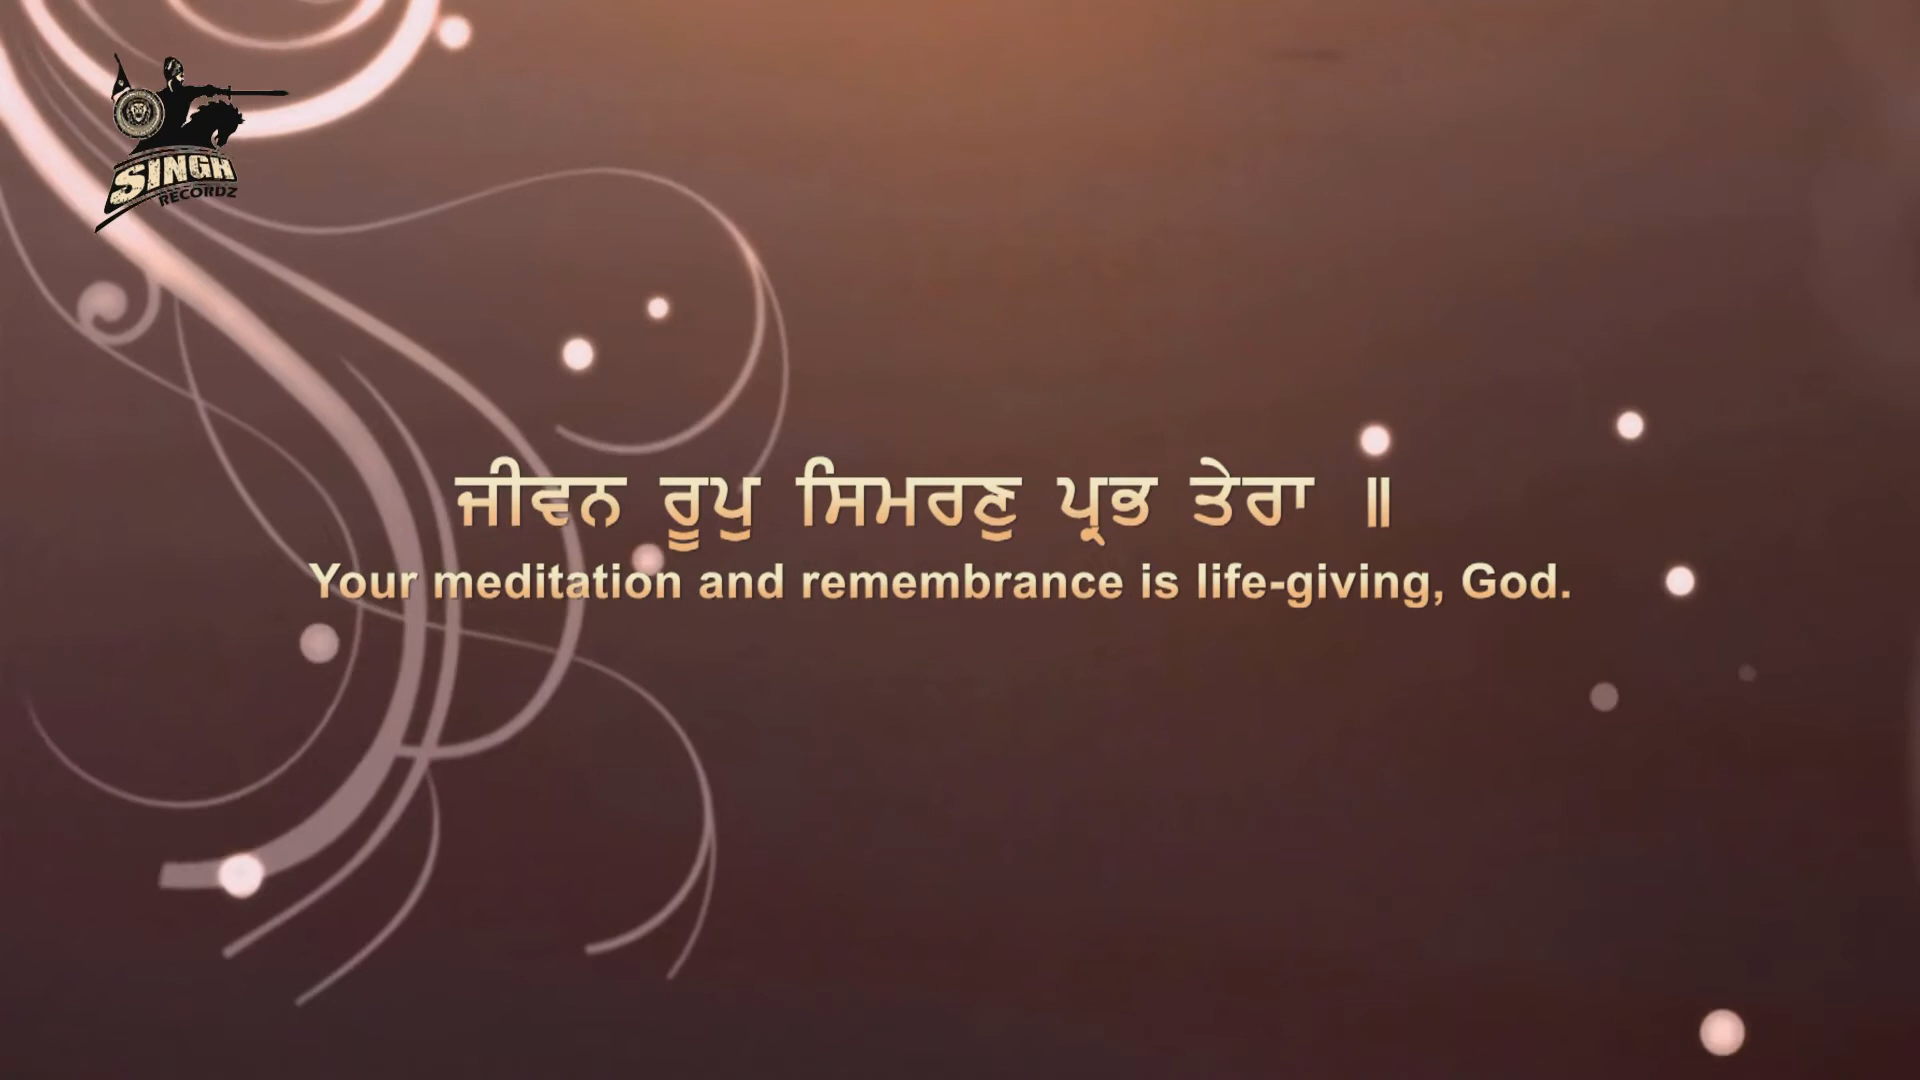 SINGH
RECORDZ
ਜੀਵਨ ਰੂਪੁ ਸਿਮਰਣੁ ਪ੍ਰਭ ਤੇਰਾ ॥
Your meditation and remembrance is life-giving, God.